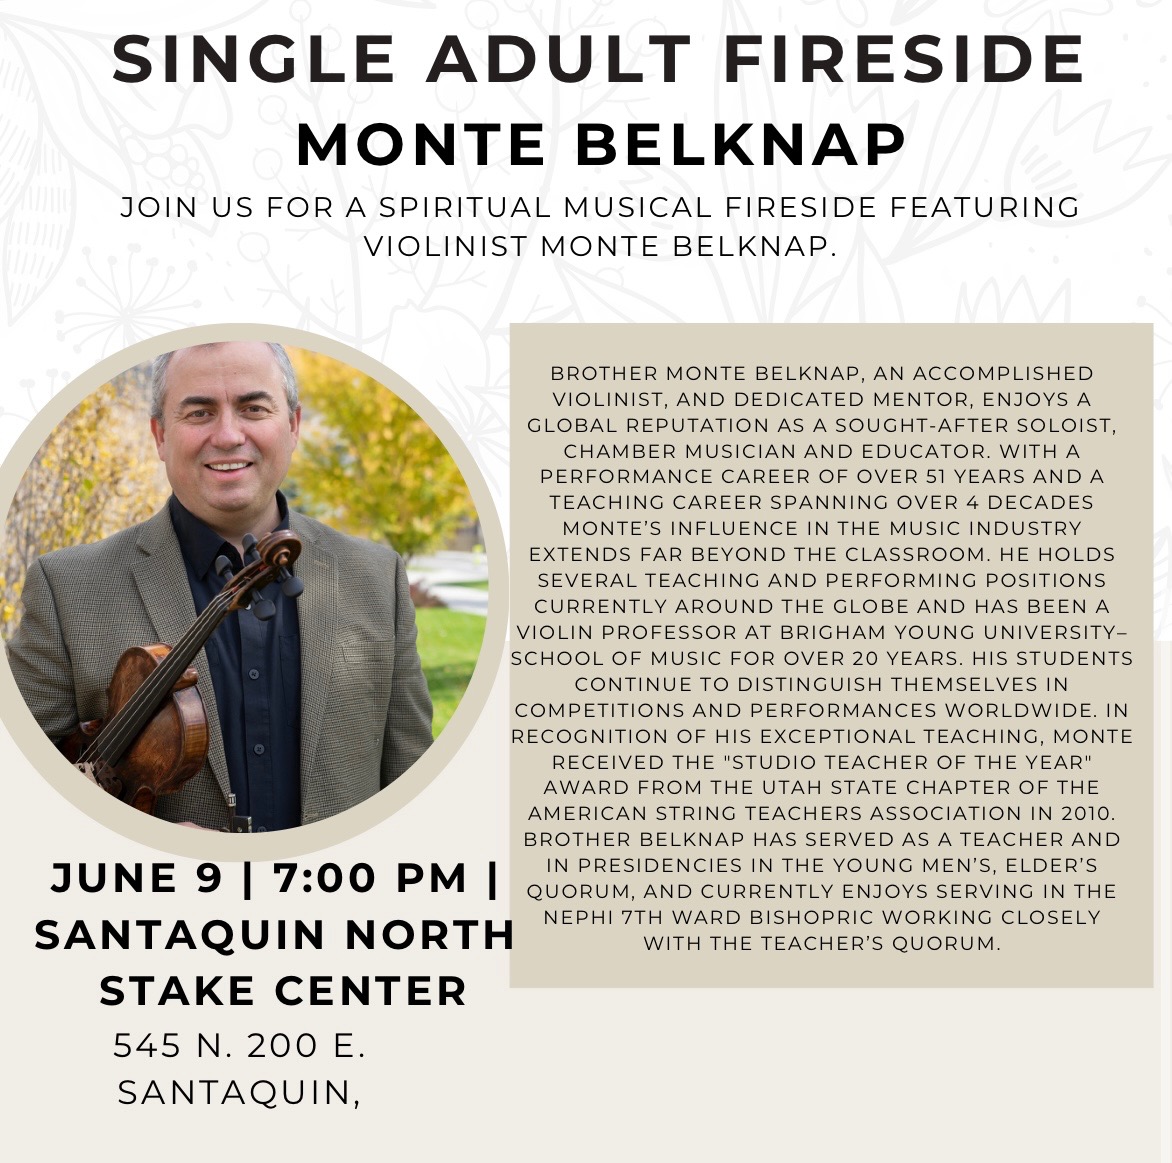 SINGLE ADULT FIRESIDE
MONTE BELKNAP
JOIN US FOR A SPIRITUAL MUSICAL FIRESIDE FEATURING
VIOLINIST MONTE BELKNAP.
BROTHER MONTE BELKNAP, AN ACCOMPLISHED
VIOLINIST, AND DEDICATED MENTOR, ENJOYS A
GLOBAL REPUTATION AS A SOUGHT-AFTER SOLOIST,
CHAMBER MUSICIAN AND EDUCATOR. WITH A
PERFORMANCE CAREER OF OVER 51 YEARS AND A
TEACHING CAREER SPANNING OVER 4 DECADES
MONTE’S INFLUENCE IN THE MUSIC INDUSTRY
EXTENDS FAR BEYOND THE CLASSROOM. HE HOLDS
SEVERAL TEACHING AND PERFORMING POSITIONS
CURRENTLY AROUND THE GLOBE AND HAS BEEN A
VIOLIN PROFESSOR AT BRIGHAM YOUNG UNIVERSITY–
SCHOOL OF MUSIC FOR OVER 20 YEARS. HIS STUDENTS
CONTINUE TO DISTINGUISH THEMSELVES IN
COMPETITIONS AND PERFORMANCES WORLDWIDE. IN
RECOGNITION OF HIS EXCEPTIONAL TEACHING, MONTE
RECEIVED THE "STUDIO TEACHER OF THE YEAR"
AWARD FROM THE UTAH STATE CHAPTER OF THE
AMERICAN STRING TEACHERS ASSOCIATION IN 2010.
BROTHER BELKNAP HAS SERVED AS A TEACHER AND
IN PRESIDENCIES IN THE YOUNG MEN’S, ELDER’S
QUORUM, AND CURRENTLY ENJOYS SERVING IN THE
NEPHI 7TH WARD BISHOPRIC WORKING CLOSELY
WITH THE TEACHER’S QUORUM.
JUNE 9 | 7:00 PM |
SANTAQUIN NORTH
STAKE CENTER
545 N. 200 E.
SANTAQUIN,